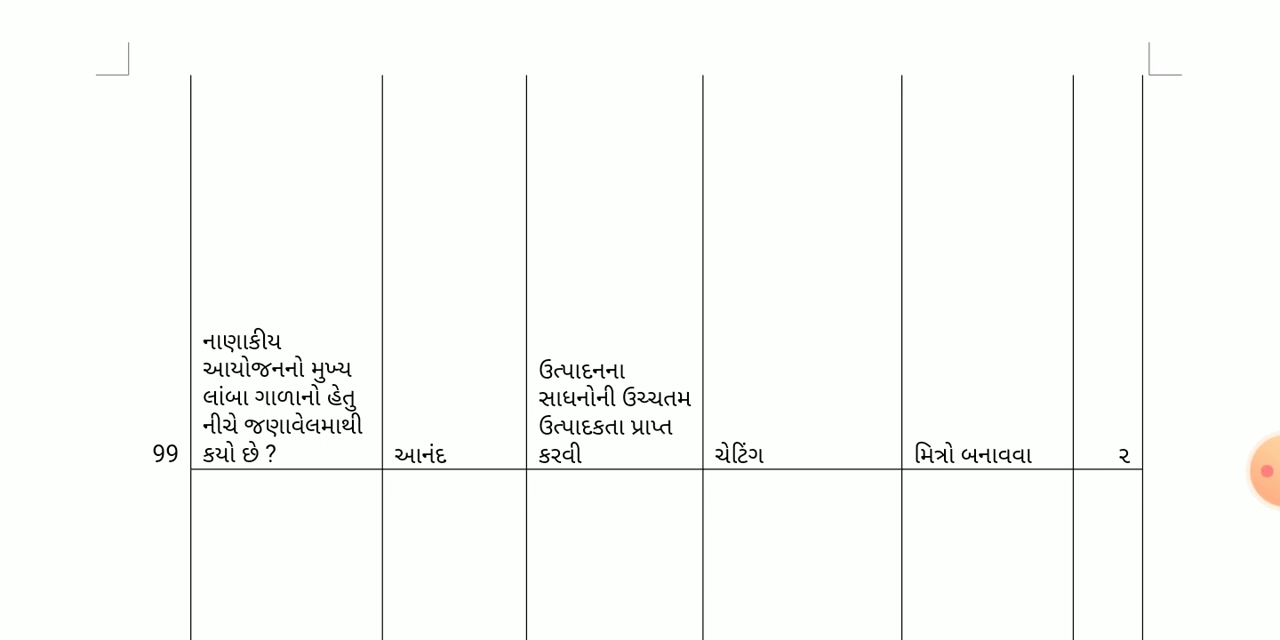 નાણાકીય
આયોજનનો મુખ્ય
લાંબા ગાળાનો હેતુ
નીચે જણાવેલમાથી
99 કયો છે ?
આનંદ
ઉત્પાદનના
સાધનોની ઉચ્ચતમ
ઉત્પાદકતા પ્રાપ્ત
કરવી
ચેટિંગ
મિત્રો બનાવવા
૨